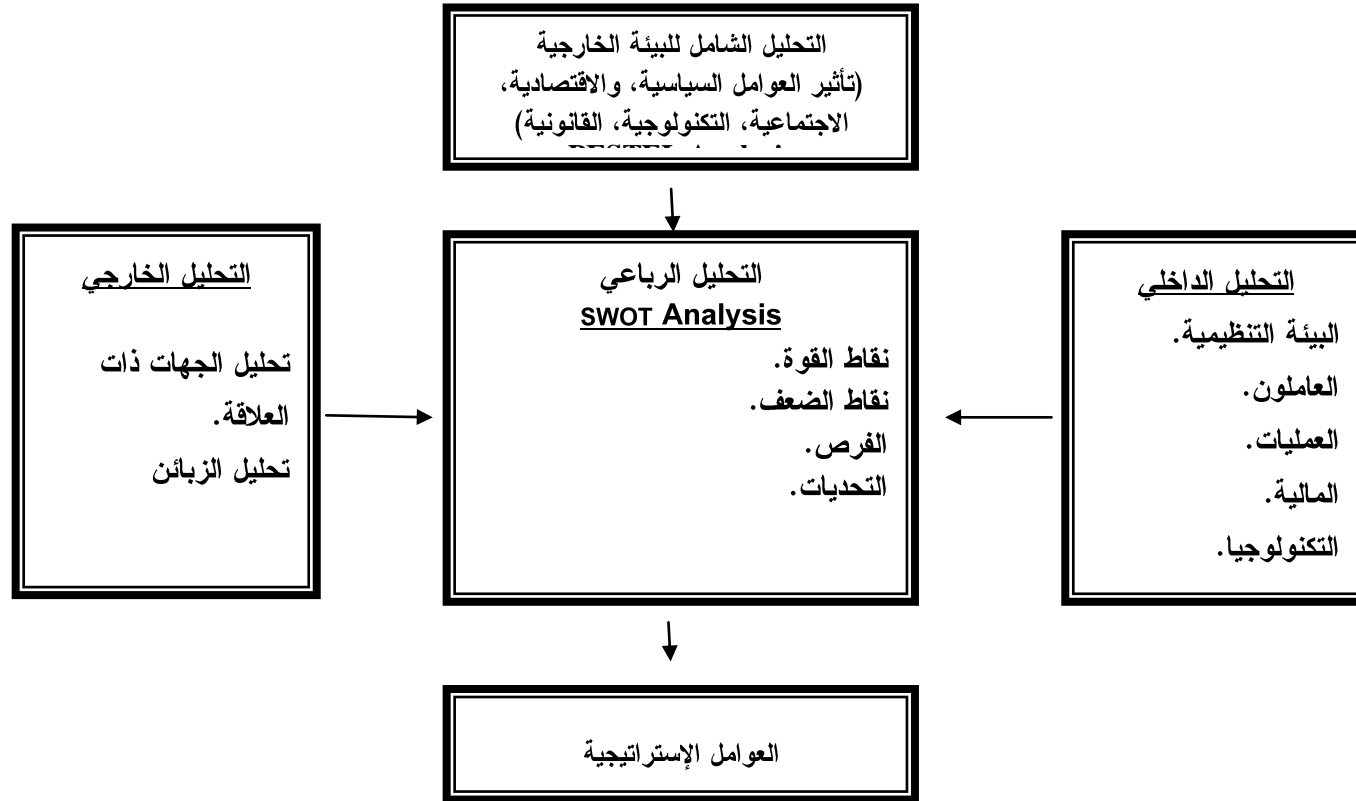 التحليل الشامل للبيئة الخارجية
(تأثير العوامل السياسية، والاقتصادية،
الاجتماعية، التكنولوجية، القانونية)
التحليل الداخلي
البيئة التنظيمية.
العاملون.
العمليات.
المالية.
التكنولوجيا.
التحليل الرباعي
SWOT Analysis
نقاط القوة.
نقاط الضعف.
الفرص.
التحديات.
التحليل الخارجي
تحليل الجهات ذات
العلاقة.
تحليل الزبائن
العوامل الإستراتيجية